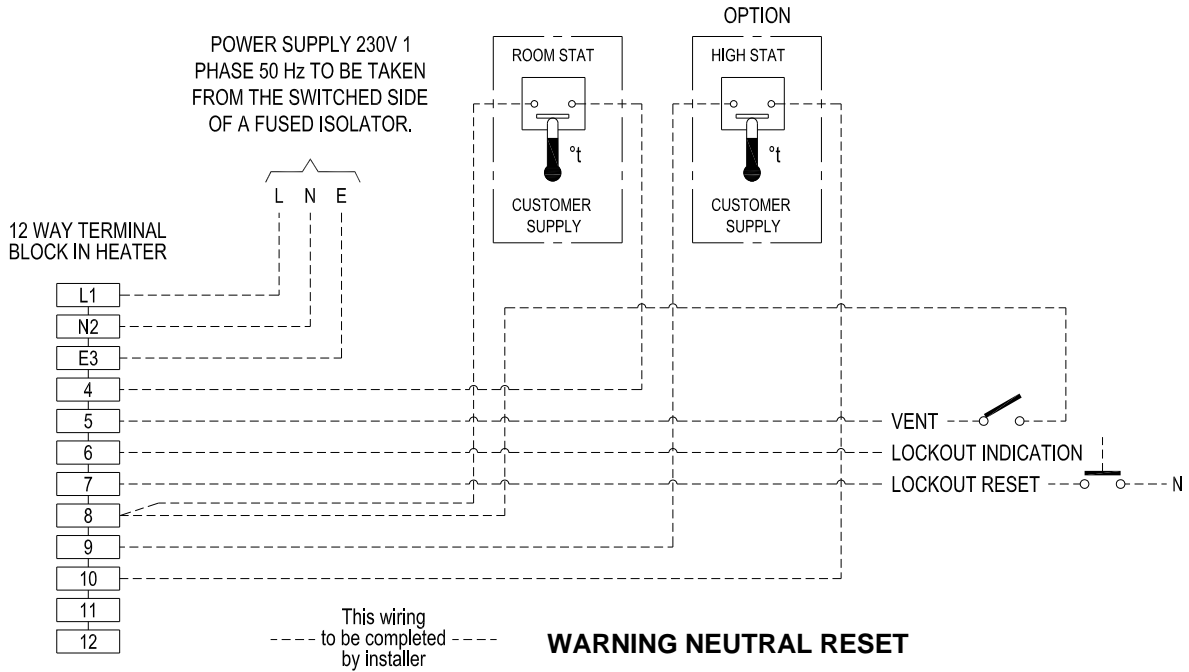 OPTION
POWER SUPPLY 230V 1
PHASE 50 Hz TO BE TAKEN
FROM THE SWITCHED SIDE
OF A FUSED ISOLATOR.
L N E
ROOM STAT
°t
CUSTOMER
SUPPLY
HIGH STAT
°t
CUSTOMER
SUPPLY
12 WAY TERMINAL
BLOCK IN HEATER
L1
N2
E3
4
5
6
7
8
9
10
11
12
VENT
LOCKOUT INDICATION
LOCKOUT RESET
N
This wiring
to be completed
by installer
WARNING NEUTRAL RESET